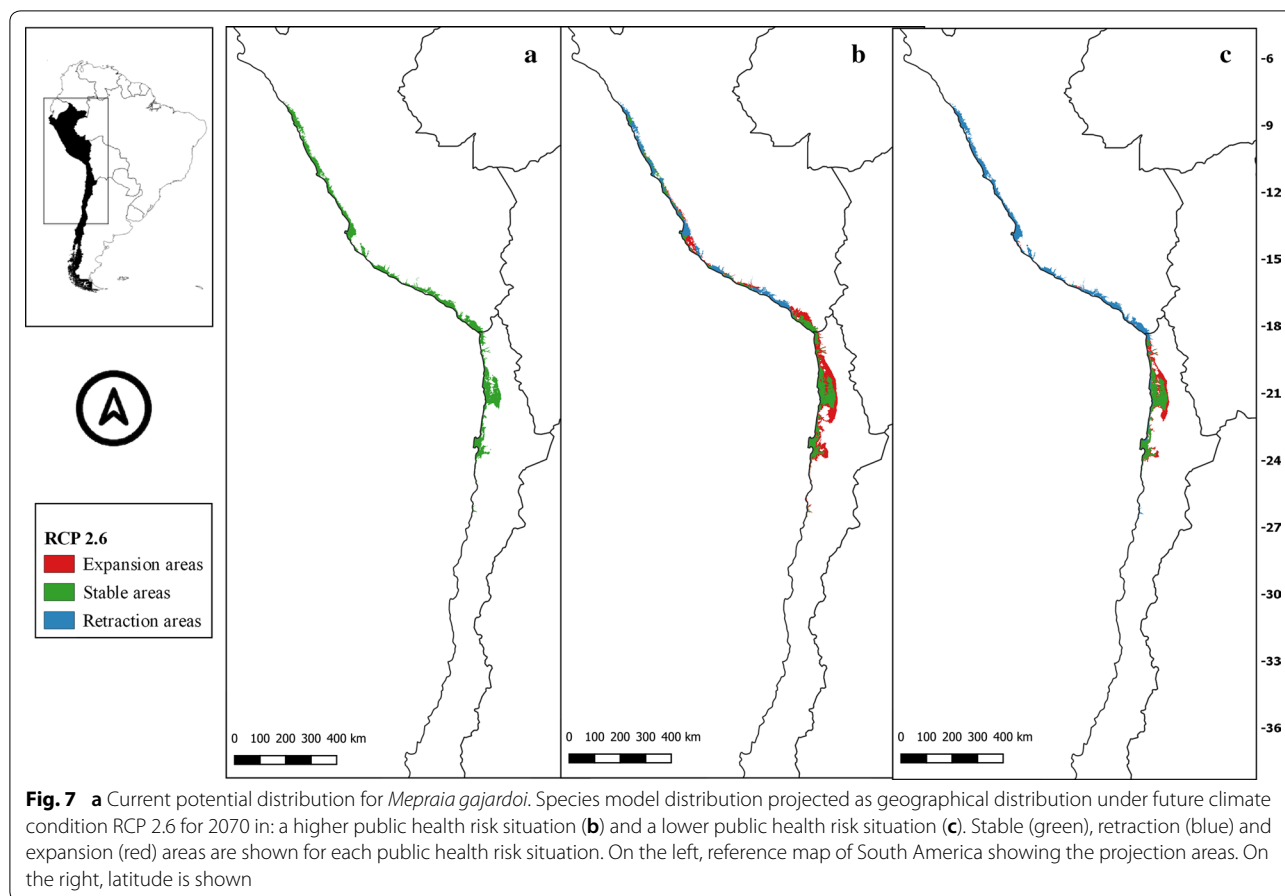 a
b
c
-6
-9
-12
-15
-18
-21
-24
-27
-30
-33
-36
RCP 2.6
Expansion areas
Stable areas
Retraction areas
0 100 200 300 400 km
0 100 200 300 400 km
0 100 200 300 400 km
Fig. 7 a Current potential distribution for Mepraia gajardoi. Species model distribution projected as geographical distribution under future climate
condition RCP 2.6 for 2070 in: a higher public health risk situation (b) and a lower public health risk situation (c). Stable (green), retraction (blue) and
expansion (red) areas are shown for each public health risk situation. On the left, reference map of South America showing the projection areas. On
the right, latitude is shown